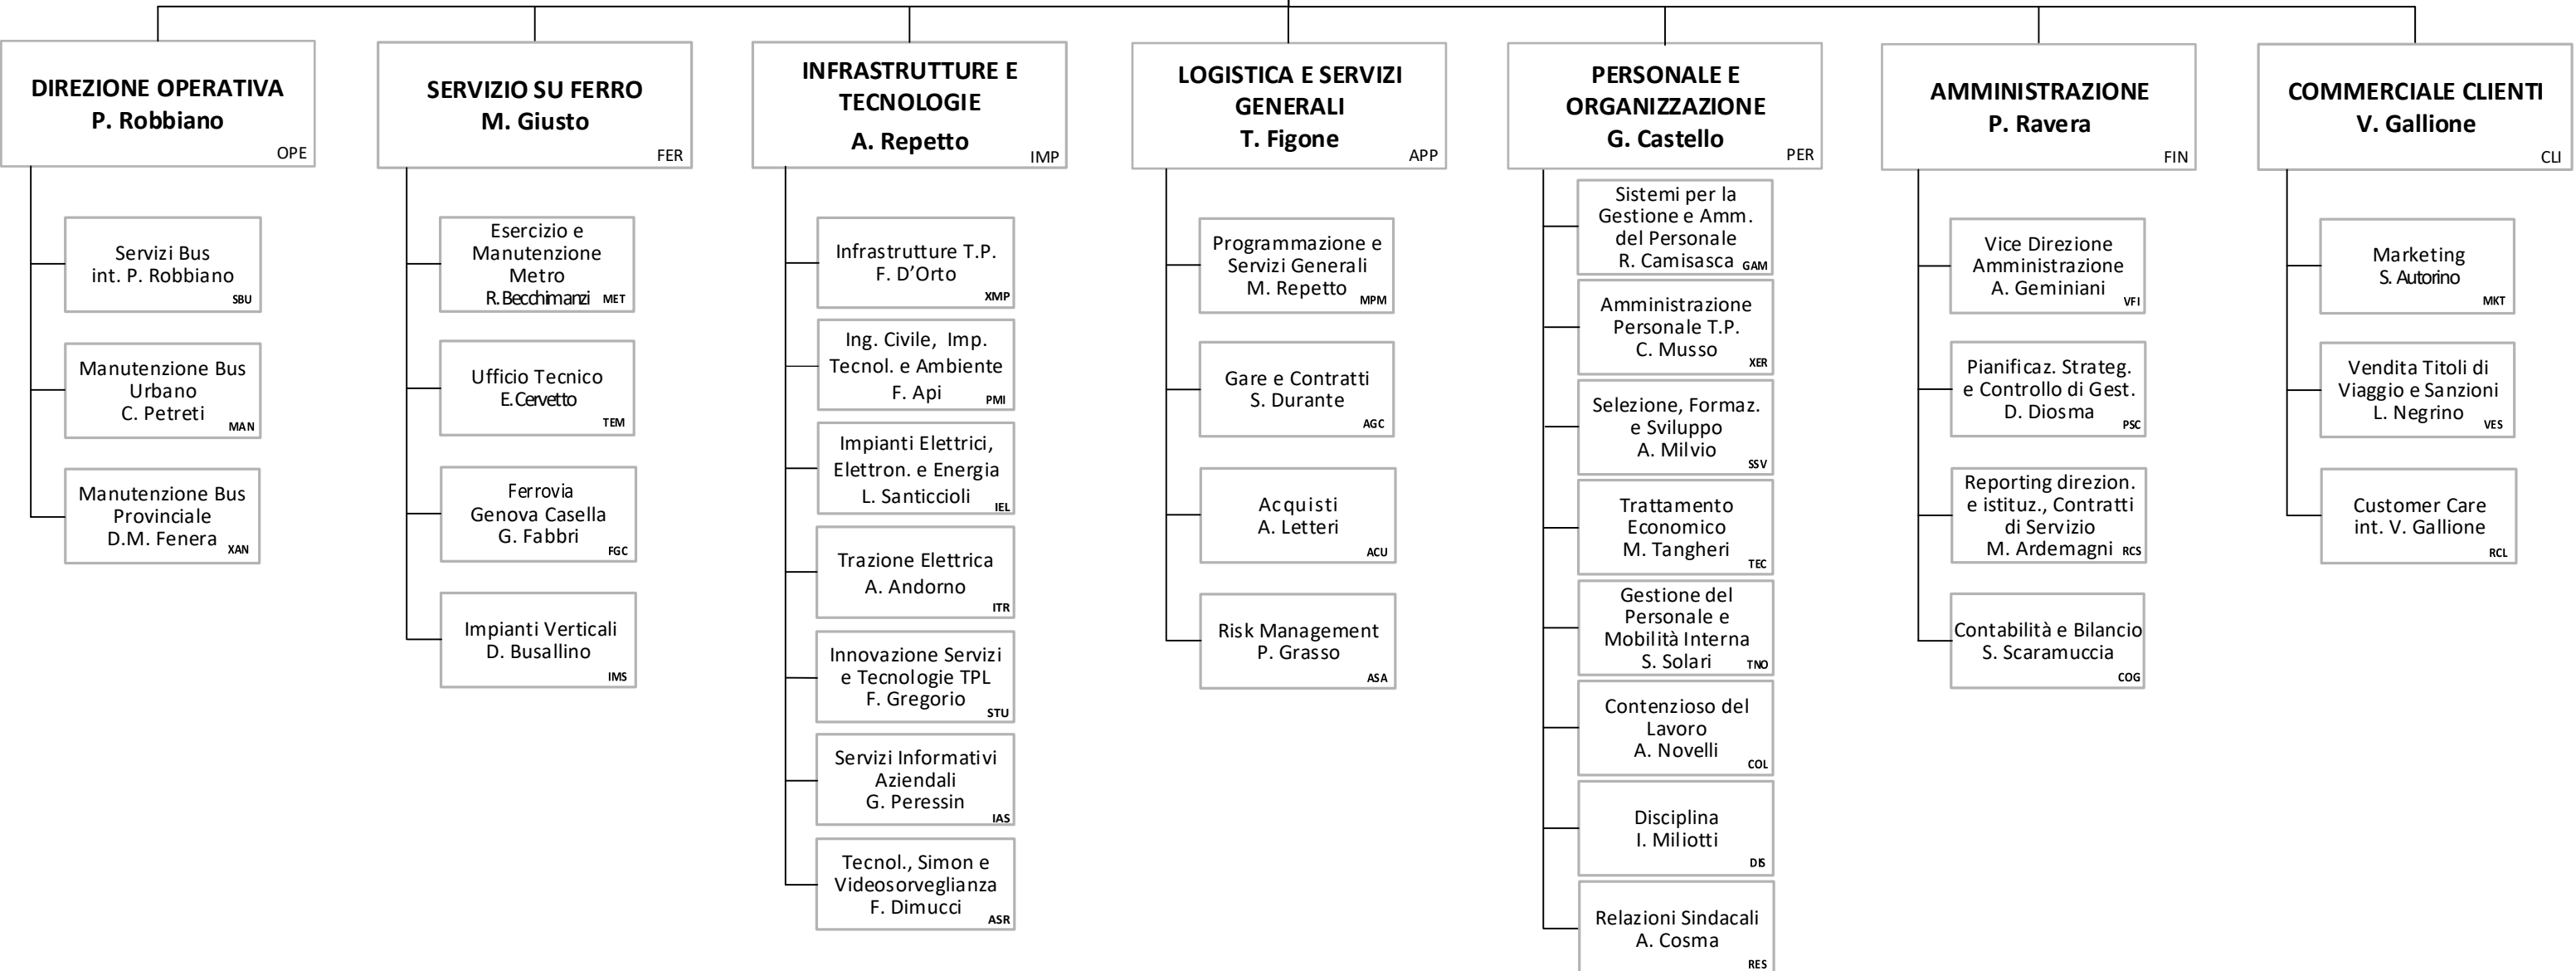 DIREZIONE OPERATIVA
P. Robbiano
OPE
Servizi Bus
int. P. Robbiano
SBU
Manutenzione Bus
Urbano
C. Petreti
MAN
Manutenzione Bus
Provinciale
D.M. Fenera
XAN
SERVIZIO SU FERRO
M. Giusto
FER
Esercizio e
Manutenzione
Metro
R. Becchimanzi MET
Ufficio Tecnico
E. Cervetto
TEM
Ferrovia
Genova Casella
G. Fabbri
FGC
Impianti Verticali
D. Busallino
IMS
INFRASTRUTTURE E
TECNOLOGIE
A. Repetto
IMP
Infrastrutture T.P.
F. D’Orto
XMP
Ing. Civile, Imp.
Tecnol. e Ambiente
F. Api
PMI
Impianti Elettrici,
Elettron. e Energia
L. Santiccioli
IEL
Trazione Elettrica
A. Andorno
ITR
Innovazione Servizi
e Tecnologie TPL
F. Gregorio
STU
Servizi Informativi
Aziendali
G. Peressin
IAS
Tecnol., Simon e
Videosorveglianza
F. Dimucci
ASR
LOGISTICA E SERVIZI
GENERALI
T. Figone
APP
Programmazione e
Servizi Generali
M. Repetto
MPM
Gare e Contratti
S. Durante
AGC
Acquisti
A. Letteri
ACU
Risk Management
P. Grasso
ASA
PERSONALE E
ORGANIZZAZIONE
G. Castello
PER
Sistemi per la
Gestione e Amm.
del Personale
R. Camisasca GAM
Amministrazione
Personale T.P.
C. Musso
XER
Selezione, Formaz.
e Sviluppo
A. Milvio
SSV
Trattamento
Economico
M. Tangheri
TEC
Gestione del
Personale e
Mobilità Interna
S. Solari TNO
Contenzioso del
Lavoro
A. Novelli
COL
Disciplina
I. Miliotti
DIS
Relazioni Sindacali
A. Cosma
RES
AMMINISTRAZIONE
P. Ravera
FIN
Vice Direzione
Amministrazione
A. Geminiani
VFI
Pianificaz. Strateg.
e Controllo di Gest.
D. Diosma
PSC
Reporting direzion.
e istituz., Contratti
di Servizio
M. Ardemagni RCS
Contabilità e Bilancio
S. Scaramuccia
COG
COMMERCIALE CLIENTI
V. Gallione
CLI
Marketing
S. Autorino
MKT
Vendita Titoli di
Viaggio e Sanzioni
L. Negrino
VES
Customer Care
int. V. Gallione
RCL